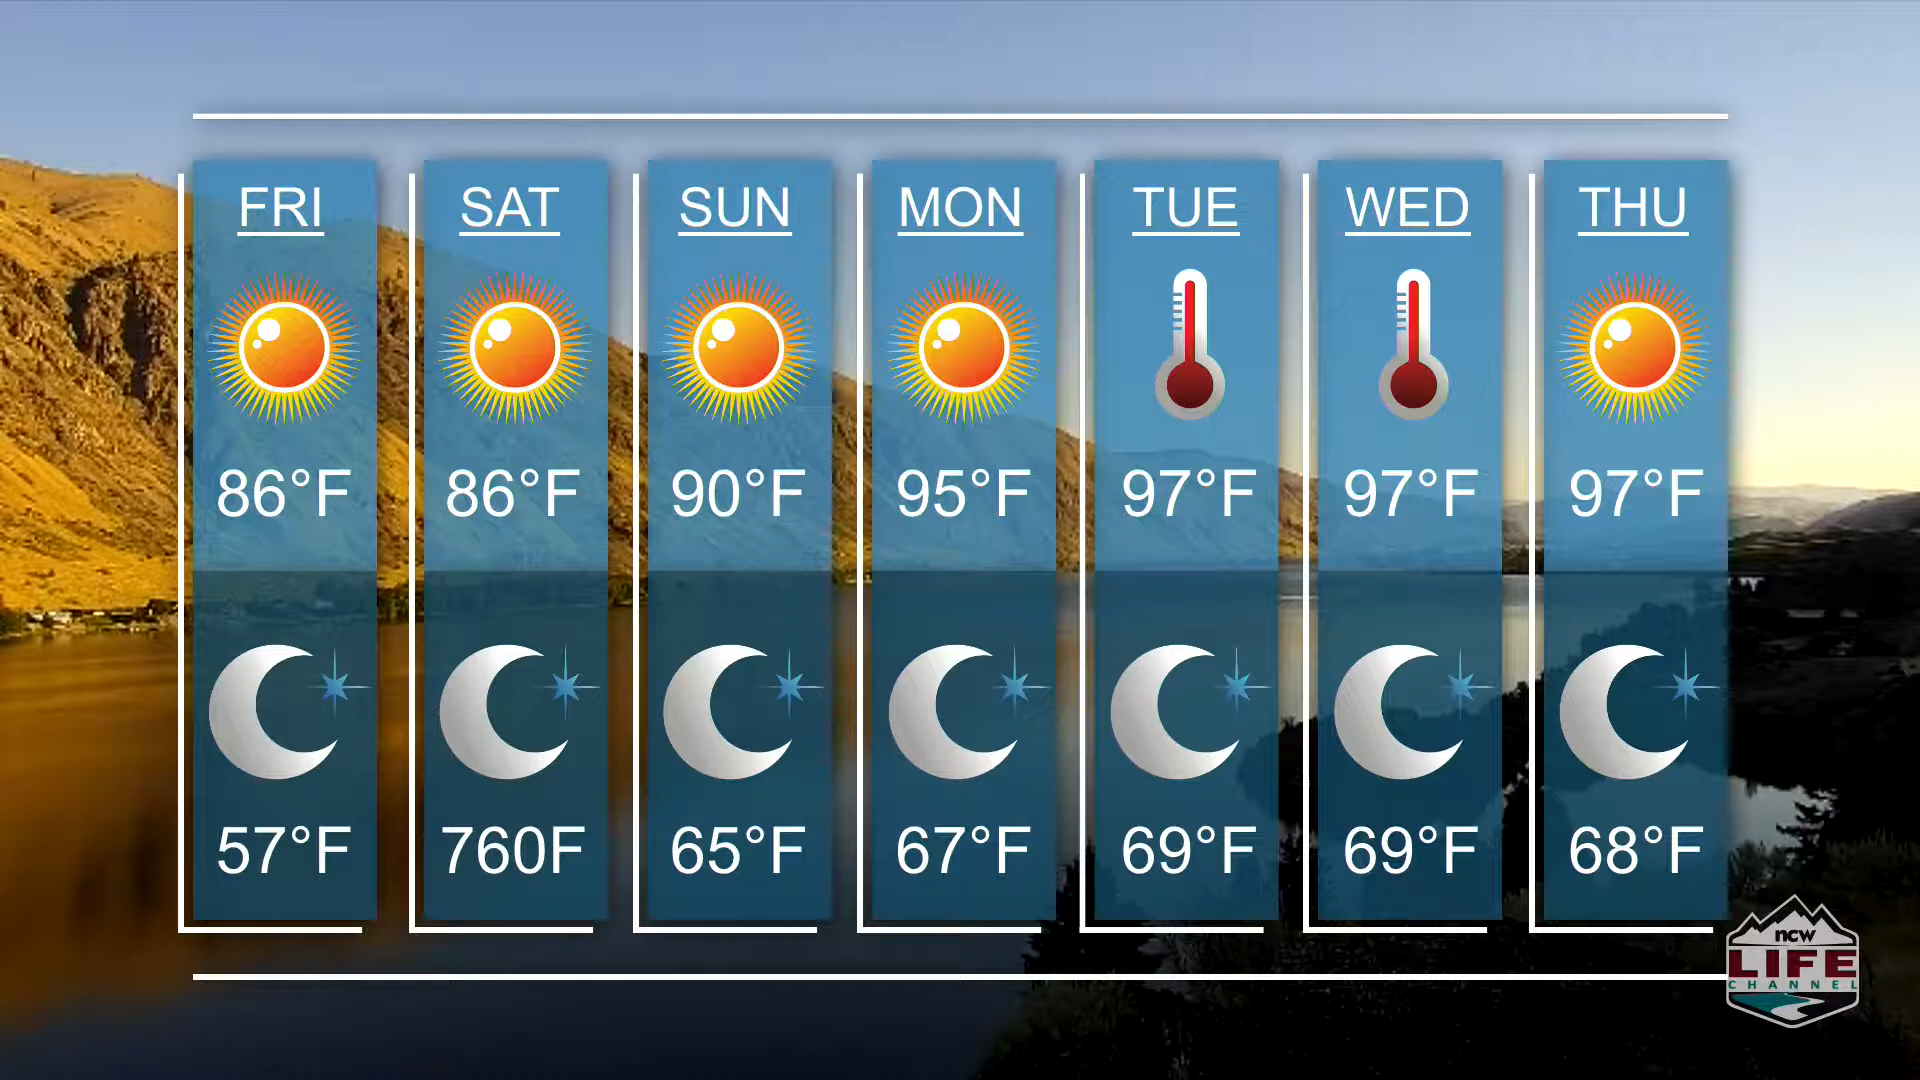 FRI SAT SUN MON TUE WED THU
86°F 86°F 90°F 95°F 97°F 97°F 97°F
57°F 760F 65°F 67°F 69°F 69°F 68°F
ncw
LIFE
CHANNEL